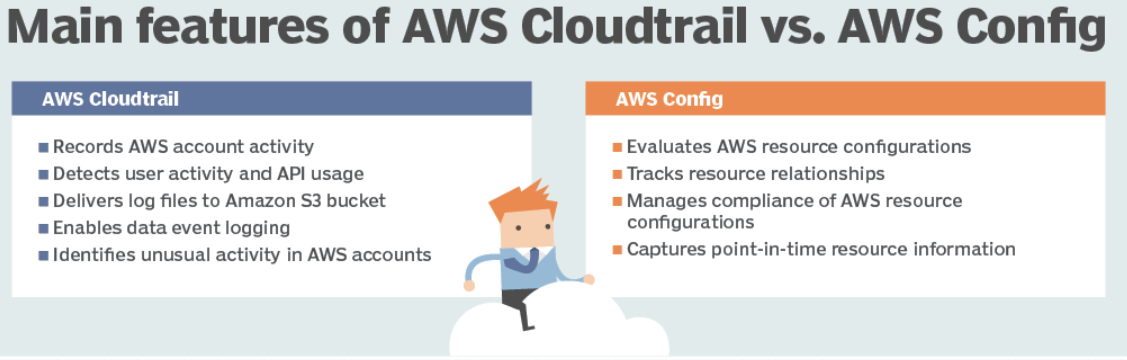 Main features of AWS Cloudtrail vs. AWS Config
AWS Cloudtrail
Records AWS account activity
Detects user activity and API usage
Delivers log files to Amazon S3 bucket
Enables data event logging
Identifies unusual activity in AWS accounts
AWS Config
Evaluates AWS resource configurations
Tracks resource relationships
Manages compliance of AWS resource
configurations
Captures point-in-time resource information